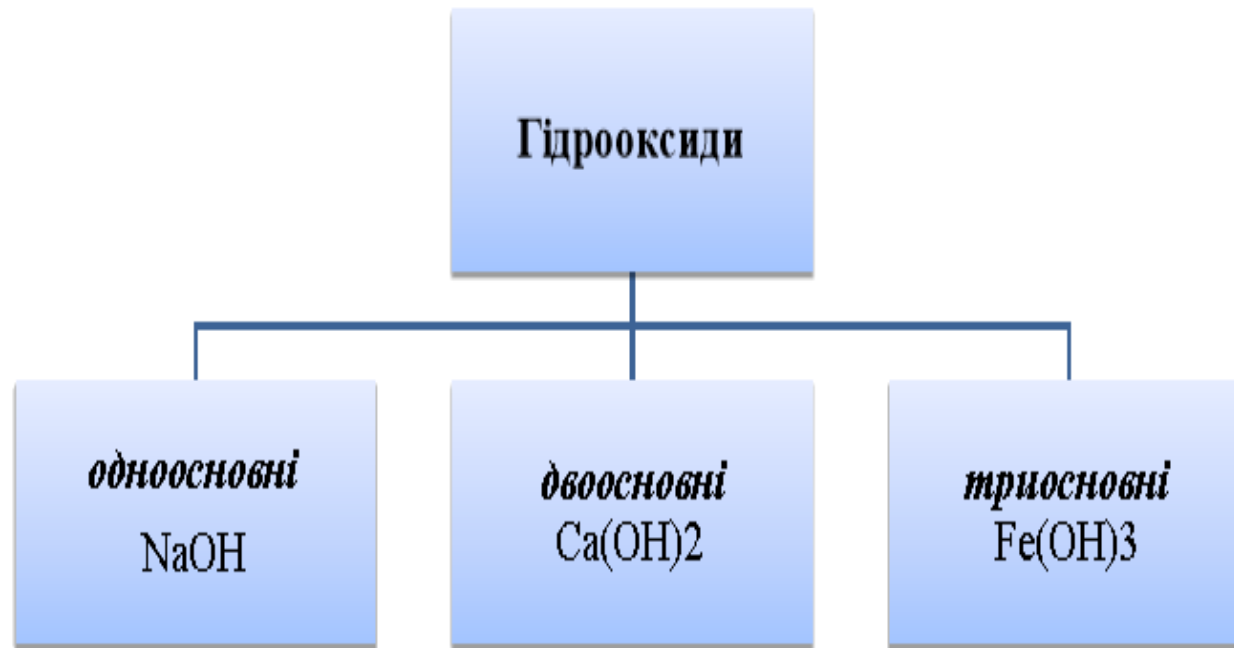 Гідрооксиди
одноосновні
NaOH
двоосновні
Ca(OH)2
триосновні
Fe(OH)3